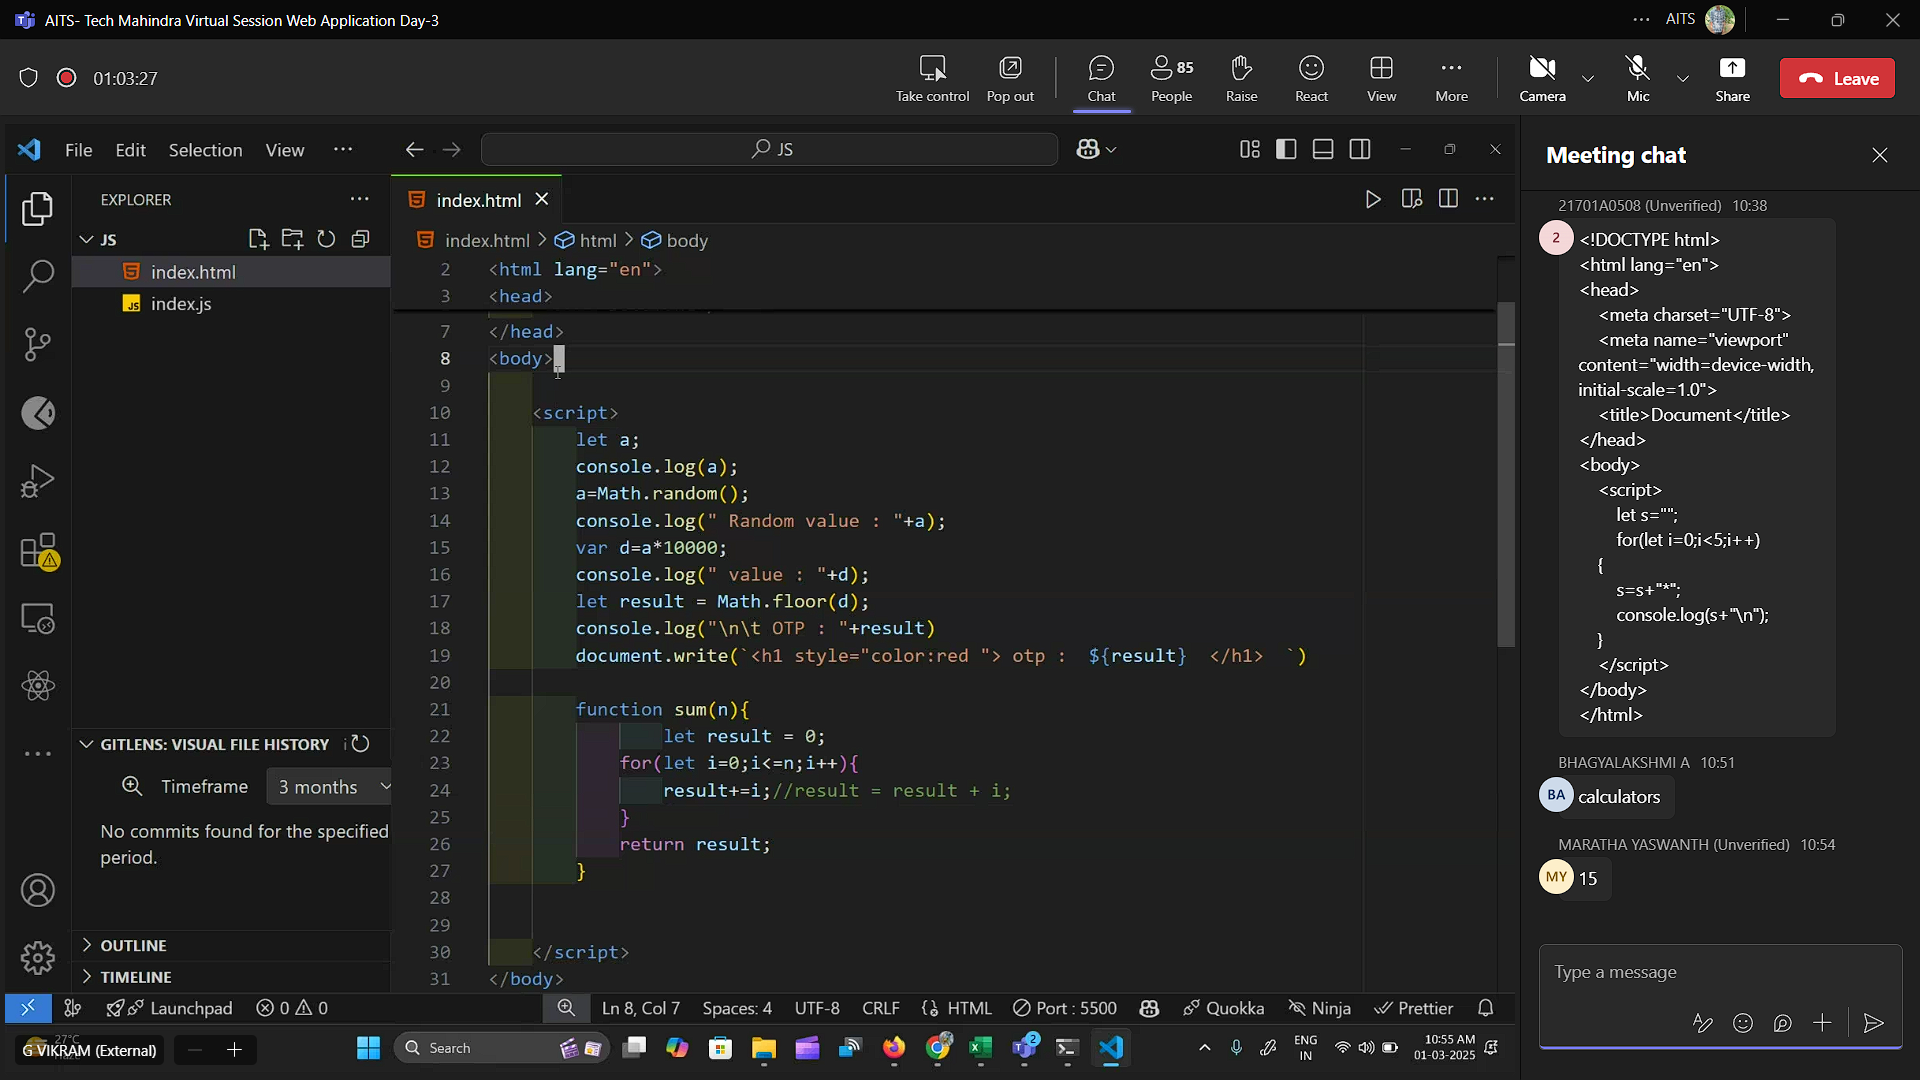 AITS- Tech Mahindra Virtual Session Web Application Day-3
AITS
01:03:27
Take control
Pop out
Chat
85
People
Raise
React
View
More
Camera
Mic
Share
Leave
File Edit Selection View
JS
EXPLORER
JS
index.html
index.js
GITLENS: VISUAL FILE HISTORY
Timeframe 3 months
No commits found for the specified
period.
OUTLINE
TIMELINE
index.html
index.html > html > body
2 <html lang="en">
3 <head>
7 </head>
8 <body>
9
10 <script>
11 let a;
12 console.log(a);
13 a=Math.random();
14 console.log(" Random value : "+a);
15 var d=a*10000;
16 console.log(" value : "+d);
17 let result = Math.floor(d);
18 console.log("\n\t OTP : "+result)
19 document.write(`<h1 style="color:red "> otp :  ${result}  </h1>  `)
20
21 function sum(n){
22 let result = 0;
23 for(let i=0;i<=n;i++){
24 result+=i;//result = result + i;
25 }
26 return result;
27 }
28
29
30 </script>
31 </body>
Launchpad 0 0 Ln 8, Col 7 Spaces: 4 UTF-8 CRLF {} HTML Port : 5500 Quokka Ninja Prettier
Meeting chat
21701A0508 (Unverified) 10:38
2
<!DOCTYPE html>
<html lang="en">
<head>
<meta charset="UTF-8">
<meta name="viewport"
content="width=device-width,
initial-scale=1.0">
<title>Document</title>
</head>
<body>
<script>
let s="";
for(let i=0;i<5;i++)
{
s=s+"*";
console.log(s+"\n");
}
</script>
</body>
</html>
BHAGYALAKSHMI A 10:51
BA calculators
MARATHA YASWANTH (Unverified) 10:54
MY 15
Type a message
27°C
G VIKRAM (External)
Search
2
ENG
IN
10:55 AM
01-03-2025